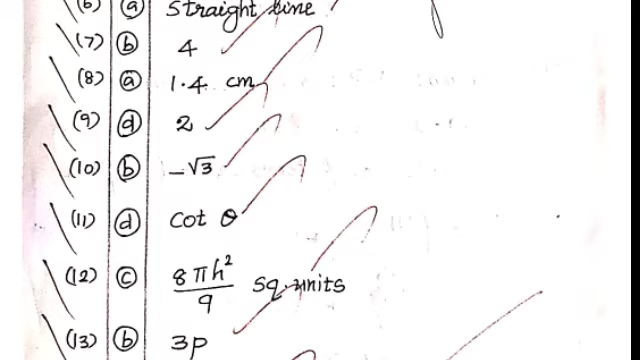 (6) (a) Straight line
(7) (b) 4
(8) (a) 1.4 cm
(9) (d) 2
(10) (b) -√3
(11) (d) cot θ
(12) (c) 8πh²/9 sq. units
(13) (b) 3p